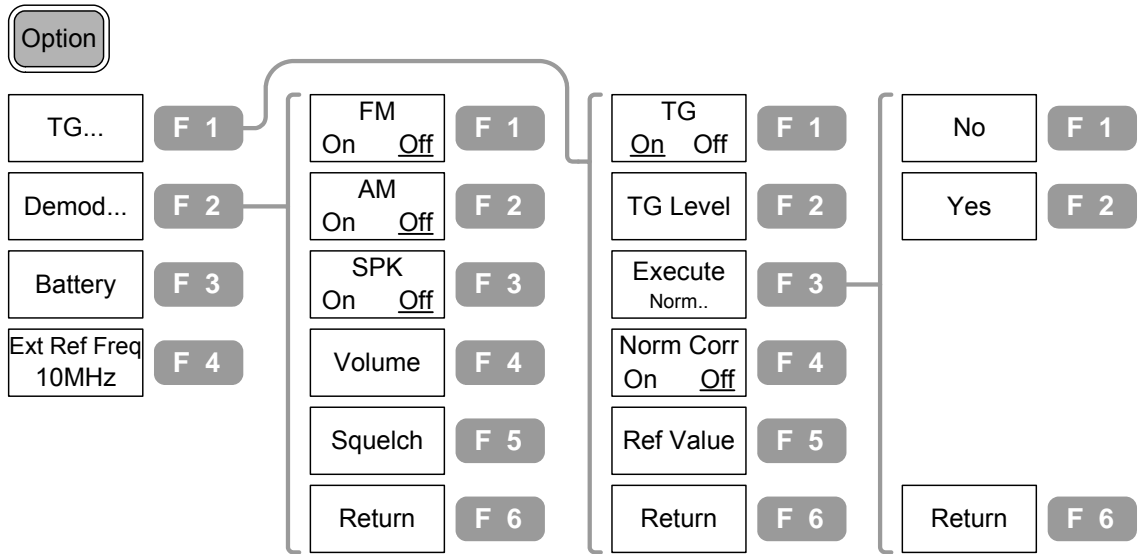 Option
TG...
F 1
Demod...
F 2
Battery
F 3
Ext Ref Freq
10MHz
F 4
FM
On Off
F 1
AM
On Off
F 2
SPK
On Off
F 3
Volume
F 4
Squelch
F 5
Return
F 6
TG
On Off
F 1
TG Level
F 2
Execute
Norm..
F 3
Norm Corr
On Off
F 4
Ref Value
F 5
Return
F 6
No
F 1
Yes
F 2
Return
F 6